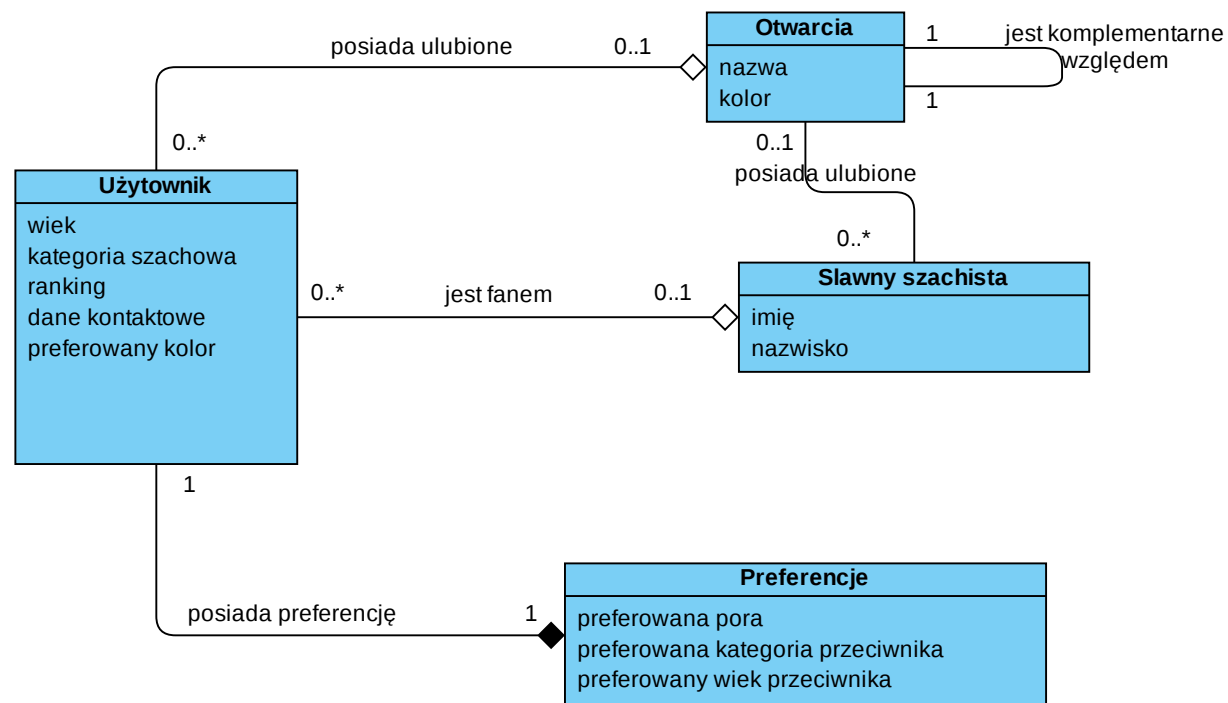 Otwarcia
nazwa
kolor
posiada ulubione
0..1
1
jest komplementarne
względem
1
0..*
0..1
posiada ulubione
0..*
Użytownik
wiek
kategoria szachowa
ranking
dane kontaktowe
preferowany kolor
0..*
jest fanem
0..1
Slawny szachista
imię
nazwisko
1
posiada preferencję
1
Preferencje
preferowana pora
preferowana kategoria przeciwnika
preferowany wiek przeciwnika